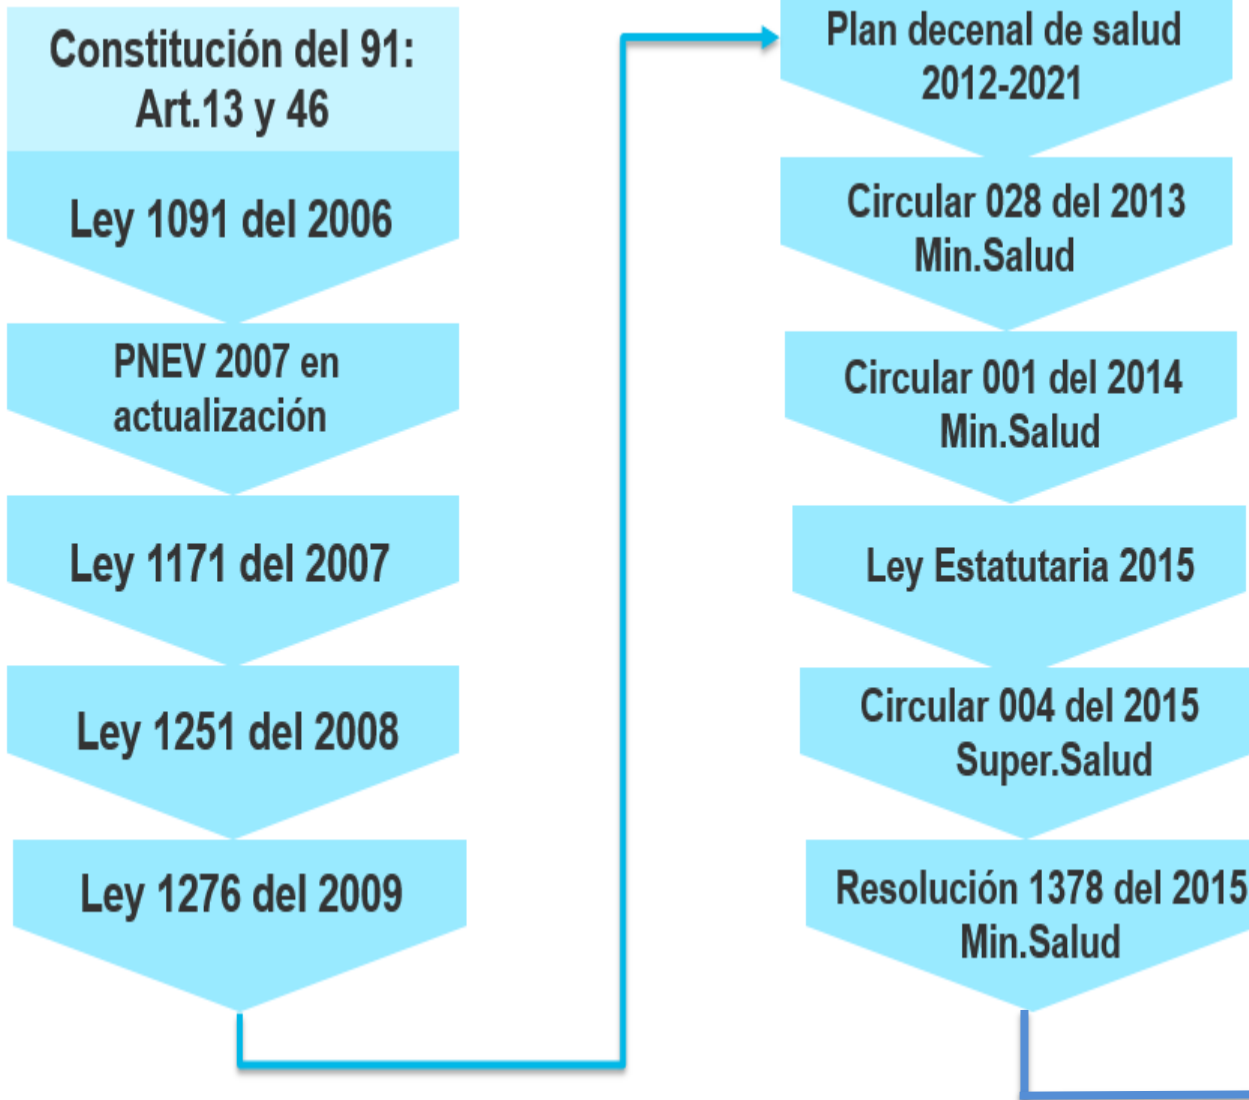 Constitución del 91:
Art.13 y 46
Ley 1091 del 2006
PNEV 2007 en
actualización
Ley 1171 del 2007
Ley 1251 del 2008
Ley 1276 del 2009
Plan decenal de salud
2012-2021
Circular 028 del 2013
Min.Salud
Circular 001 del 2014
Min.Salud
Ley Estatutaria 2015
Circular 004 del 2015
Super.Salud
Resolución 1378 del 2015
Min.Salud